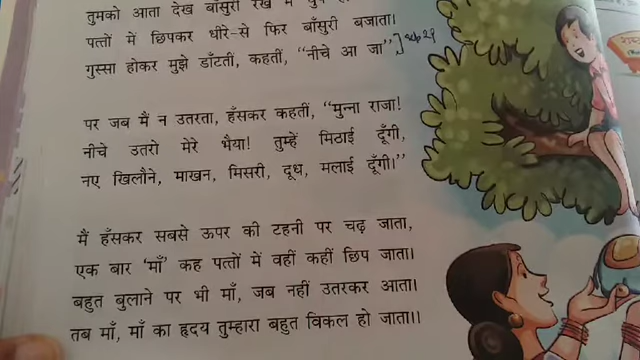 तुमको आता देख बाँसुरी रख
पत्तों में छिपकर धीरे-से फिर बाँसुरी बजाता।
गुस्सा होकर मुझे डाँटतीं, कहतीं, “नीचे आ जा”,
पर जब मैं न उतरता, हँसकर कहतीं, “मुन्ना राजा!
नीचे उतरो मेरे भैया! तुम्हें मिठाई दूँगी,
नए खिलौने, माखन, मिसरी, दूध, मलाई दूँगी।”
मैं हँसकर सबसे ऊपर की टहनी पर चढ़ जाता,
एक बार ‘माँ’ कह पत्तों में वहीं कहीं छिप जाता।
बहुत बुलाने पर भी माँ, जब नहीं उतरकर आता।
तब माँ, माँ का हृदय तुम्हारा बहुत विकल हो जाता।।